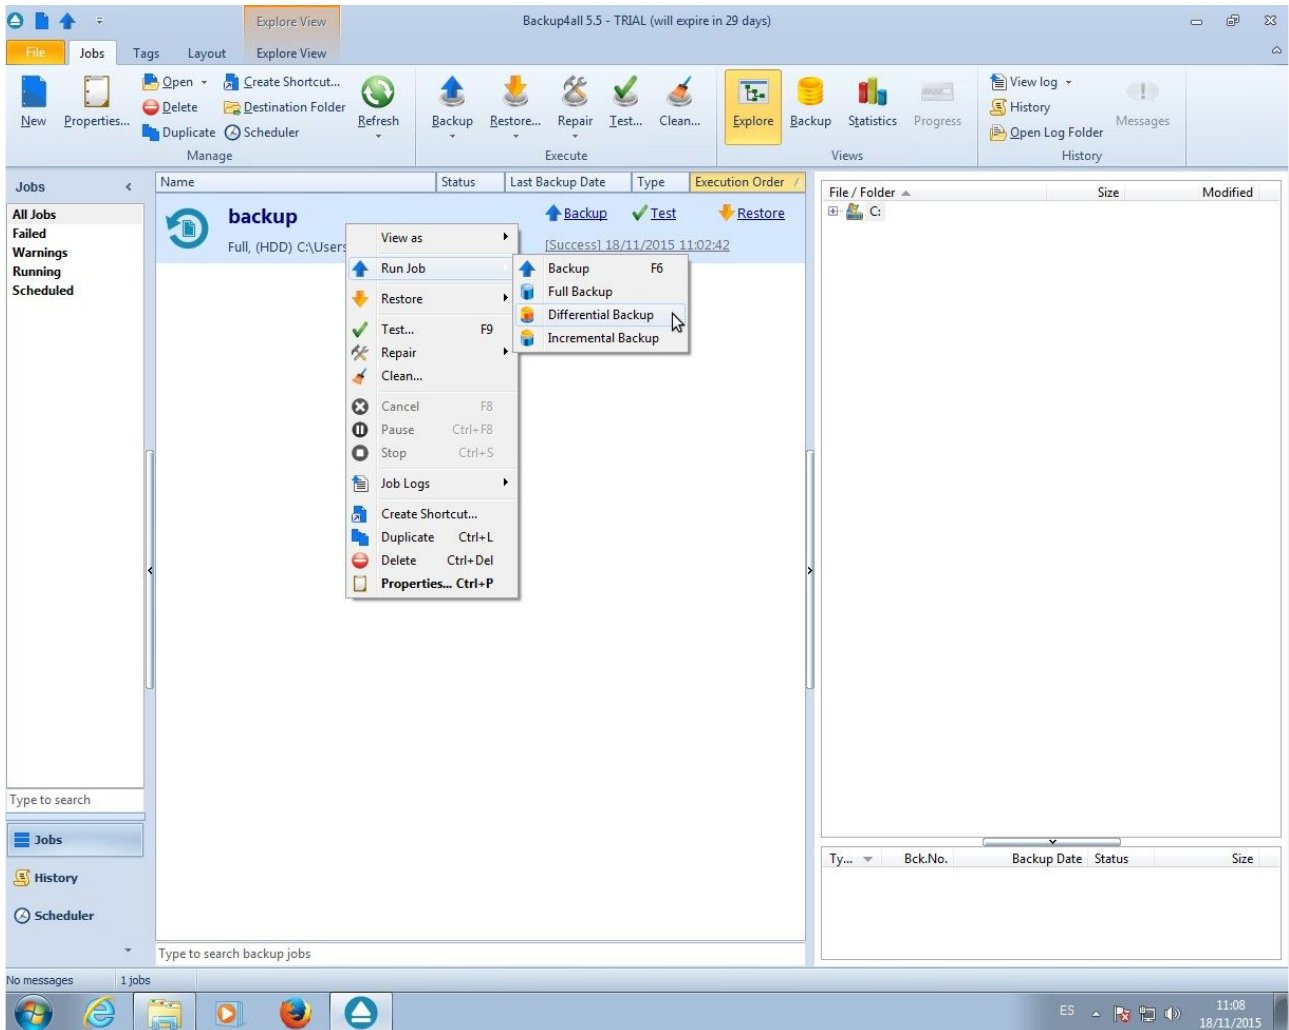 Explore View
Backup4all 5.5 - TRIAL (will expire in 29 days)
File
Jobs
Tags
Layout
Explore View
New
Properties...
Open
Delete
Duplicate
Create Shortcut...
Destination Folder
Scheduler
Refresh
Manage
Backup
Restore...
Repair
Test...
Clean...
Execute
Explore
Backup
Statistics
Progress
Views
View log
History
Open Log Folder
Messages
History
Jobs
All Jobs
Failed
Warnings
Running
Scheduled
Type to search
Jobs
History
Scheduler
Name
Status
Last Backup Date
Type
Execution Order
backup
Backup
Test
Restore
Full, (HDD) C:\Users
[Success] 18/11/2015 11:02:42
View as
Run Job
Restore
Test... F9
Repair
Clean...
Cancel F8
Pause Ctrl+F8
Stop Ctrl+S
Job Logs
Create Shortcut...
Duplicate Ctrl+L
Delete Ctrl+Del
Properties... Ctrl+P
Backup F6
Full Backup
Differential Backup
Incremental Backup
Type to search backup jobs
File / Folder
Size
Modified
C:
Ty...
Bck.No.
Backup Date
Status
Size
No messages
1 jobs
ES
11:08
18/11/2015